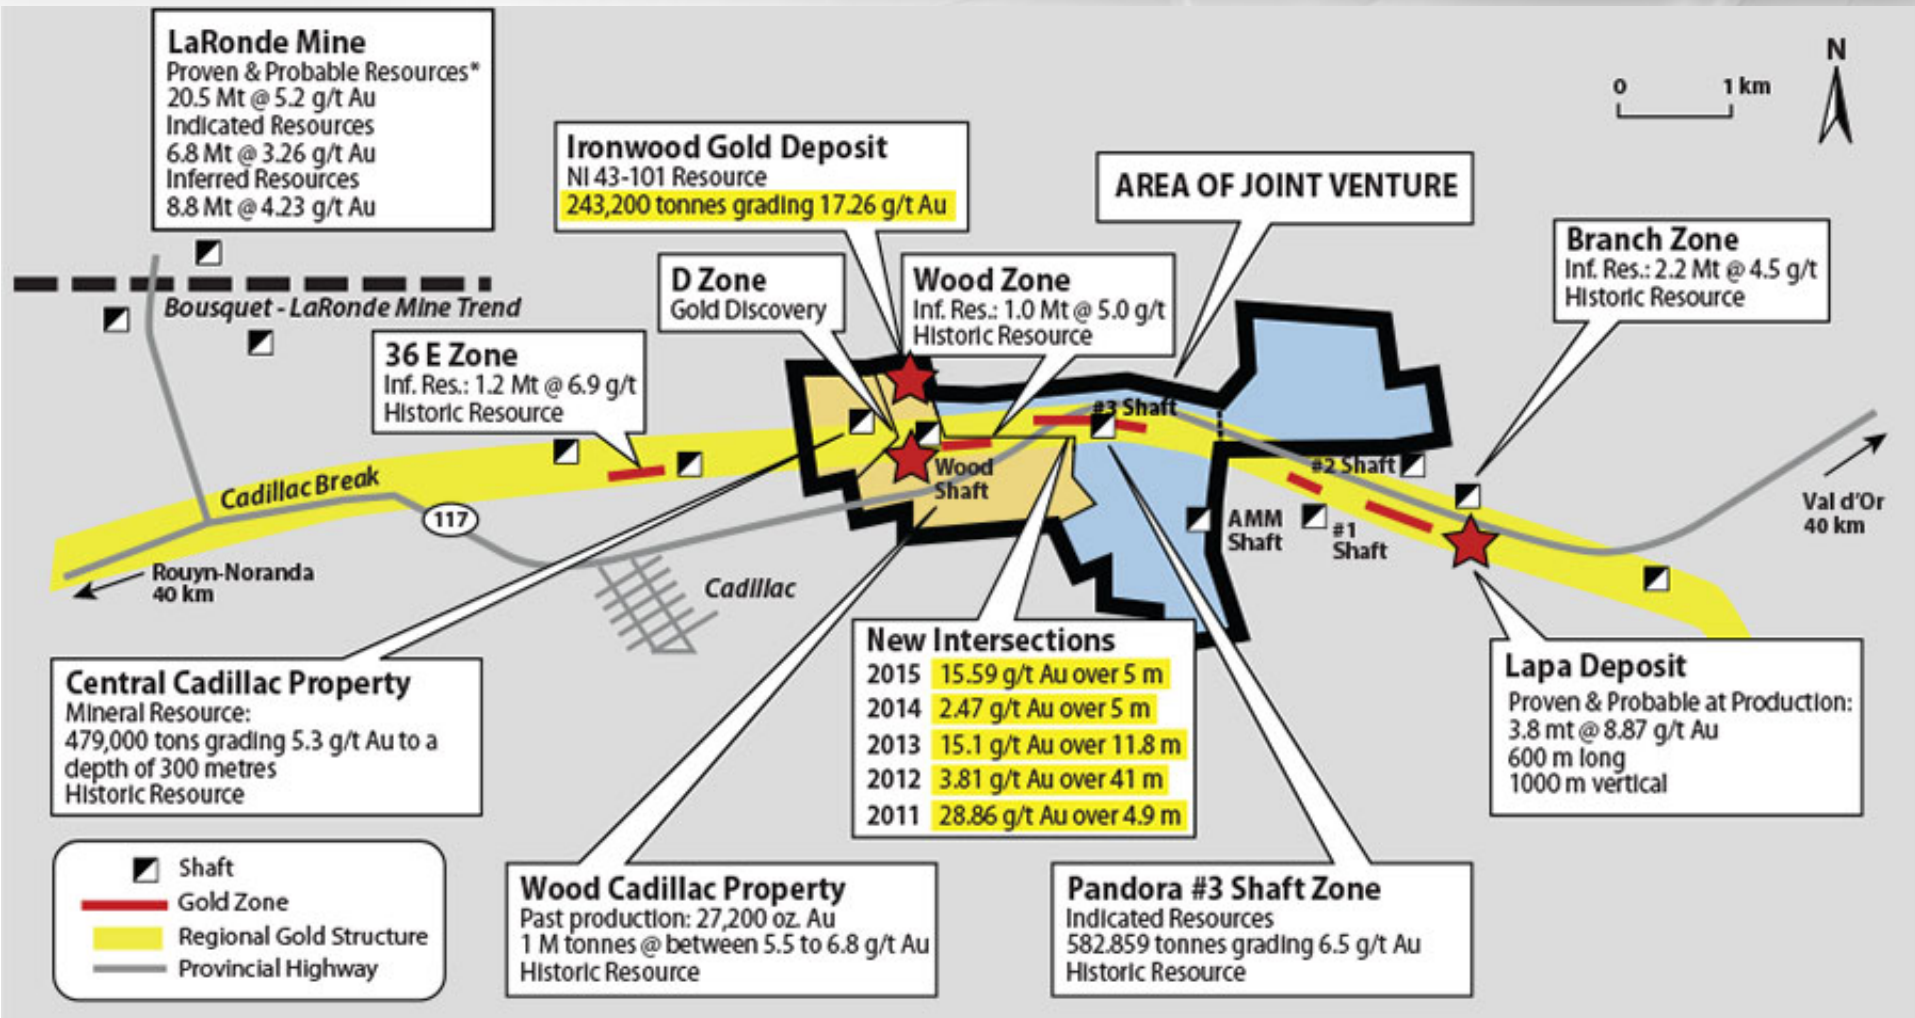 LaRonde Mine
Proven & Probable Resources*
20.5 Mt @ 5.2 g/t Au
Indicated Resources
6.8 Mt @ 3.26 g/t Au
Inferred Resources
8.8 Mt @ 4.23 g/t Au
Ironwood Gold Deposit
NI 43-101 Resource
243,200 tonnes grading 17.26 g/t Au
AREA OF JOINT VENTURE
0 1 km
N
Branch Zone
Inf. Res.: 2.2 Mt @ 4.5 g/t
Historic Resource
D Zone
Gold Discovery
Wood Zone
Inf. Res.: 1.0 Mt @ 5.0 g/t
Historic Resource
Bousquet - LaRonde Mine Trend
36 E Zone
Inf. Res.: 1.2 Mt @ 6.9 g/t
Historic Resource
#3 Shaft
Wood
Shaft
#2 Shaft
Cadillac Break
117
AMM
Shaft
#1
Shaft
Val d'Or
40 km
Rouyn-Noranda
40 km
Cadillac
Central Cadillac Property
Mineral Resource:
479,000 tons grading 5.3 g/t Au to a
depth of 300 metres
Historic Resource
New Intersections
2015 15.59 g/t Au over 5 m
2014 2.47 g/t Au over 5 m
2013 15.1 g/t Au over 11.8 m
2012 3.81 g/t Au over 41 m
2011 28.86 g/t Au over 4.9 m
Lapa Deposit
Proven & Probable at Production:
3.8 mt @ 8.87 g/t Au
600 m long
1000 m vertical
Shaft
Gold Zone
Regional Gold Structure
Provincial Highway
Wood Cadillac Property
Past production: 27,200 oz. Au
1 M tonnes @ between 5.5 to 6.8 g/t Au
Historic Resource
Pandora #3 Shaft Zone
Indicated Resources
582.859 tonnes grading 6.5 g/t Au
Historic Resource